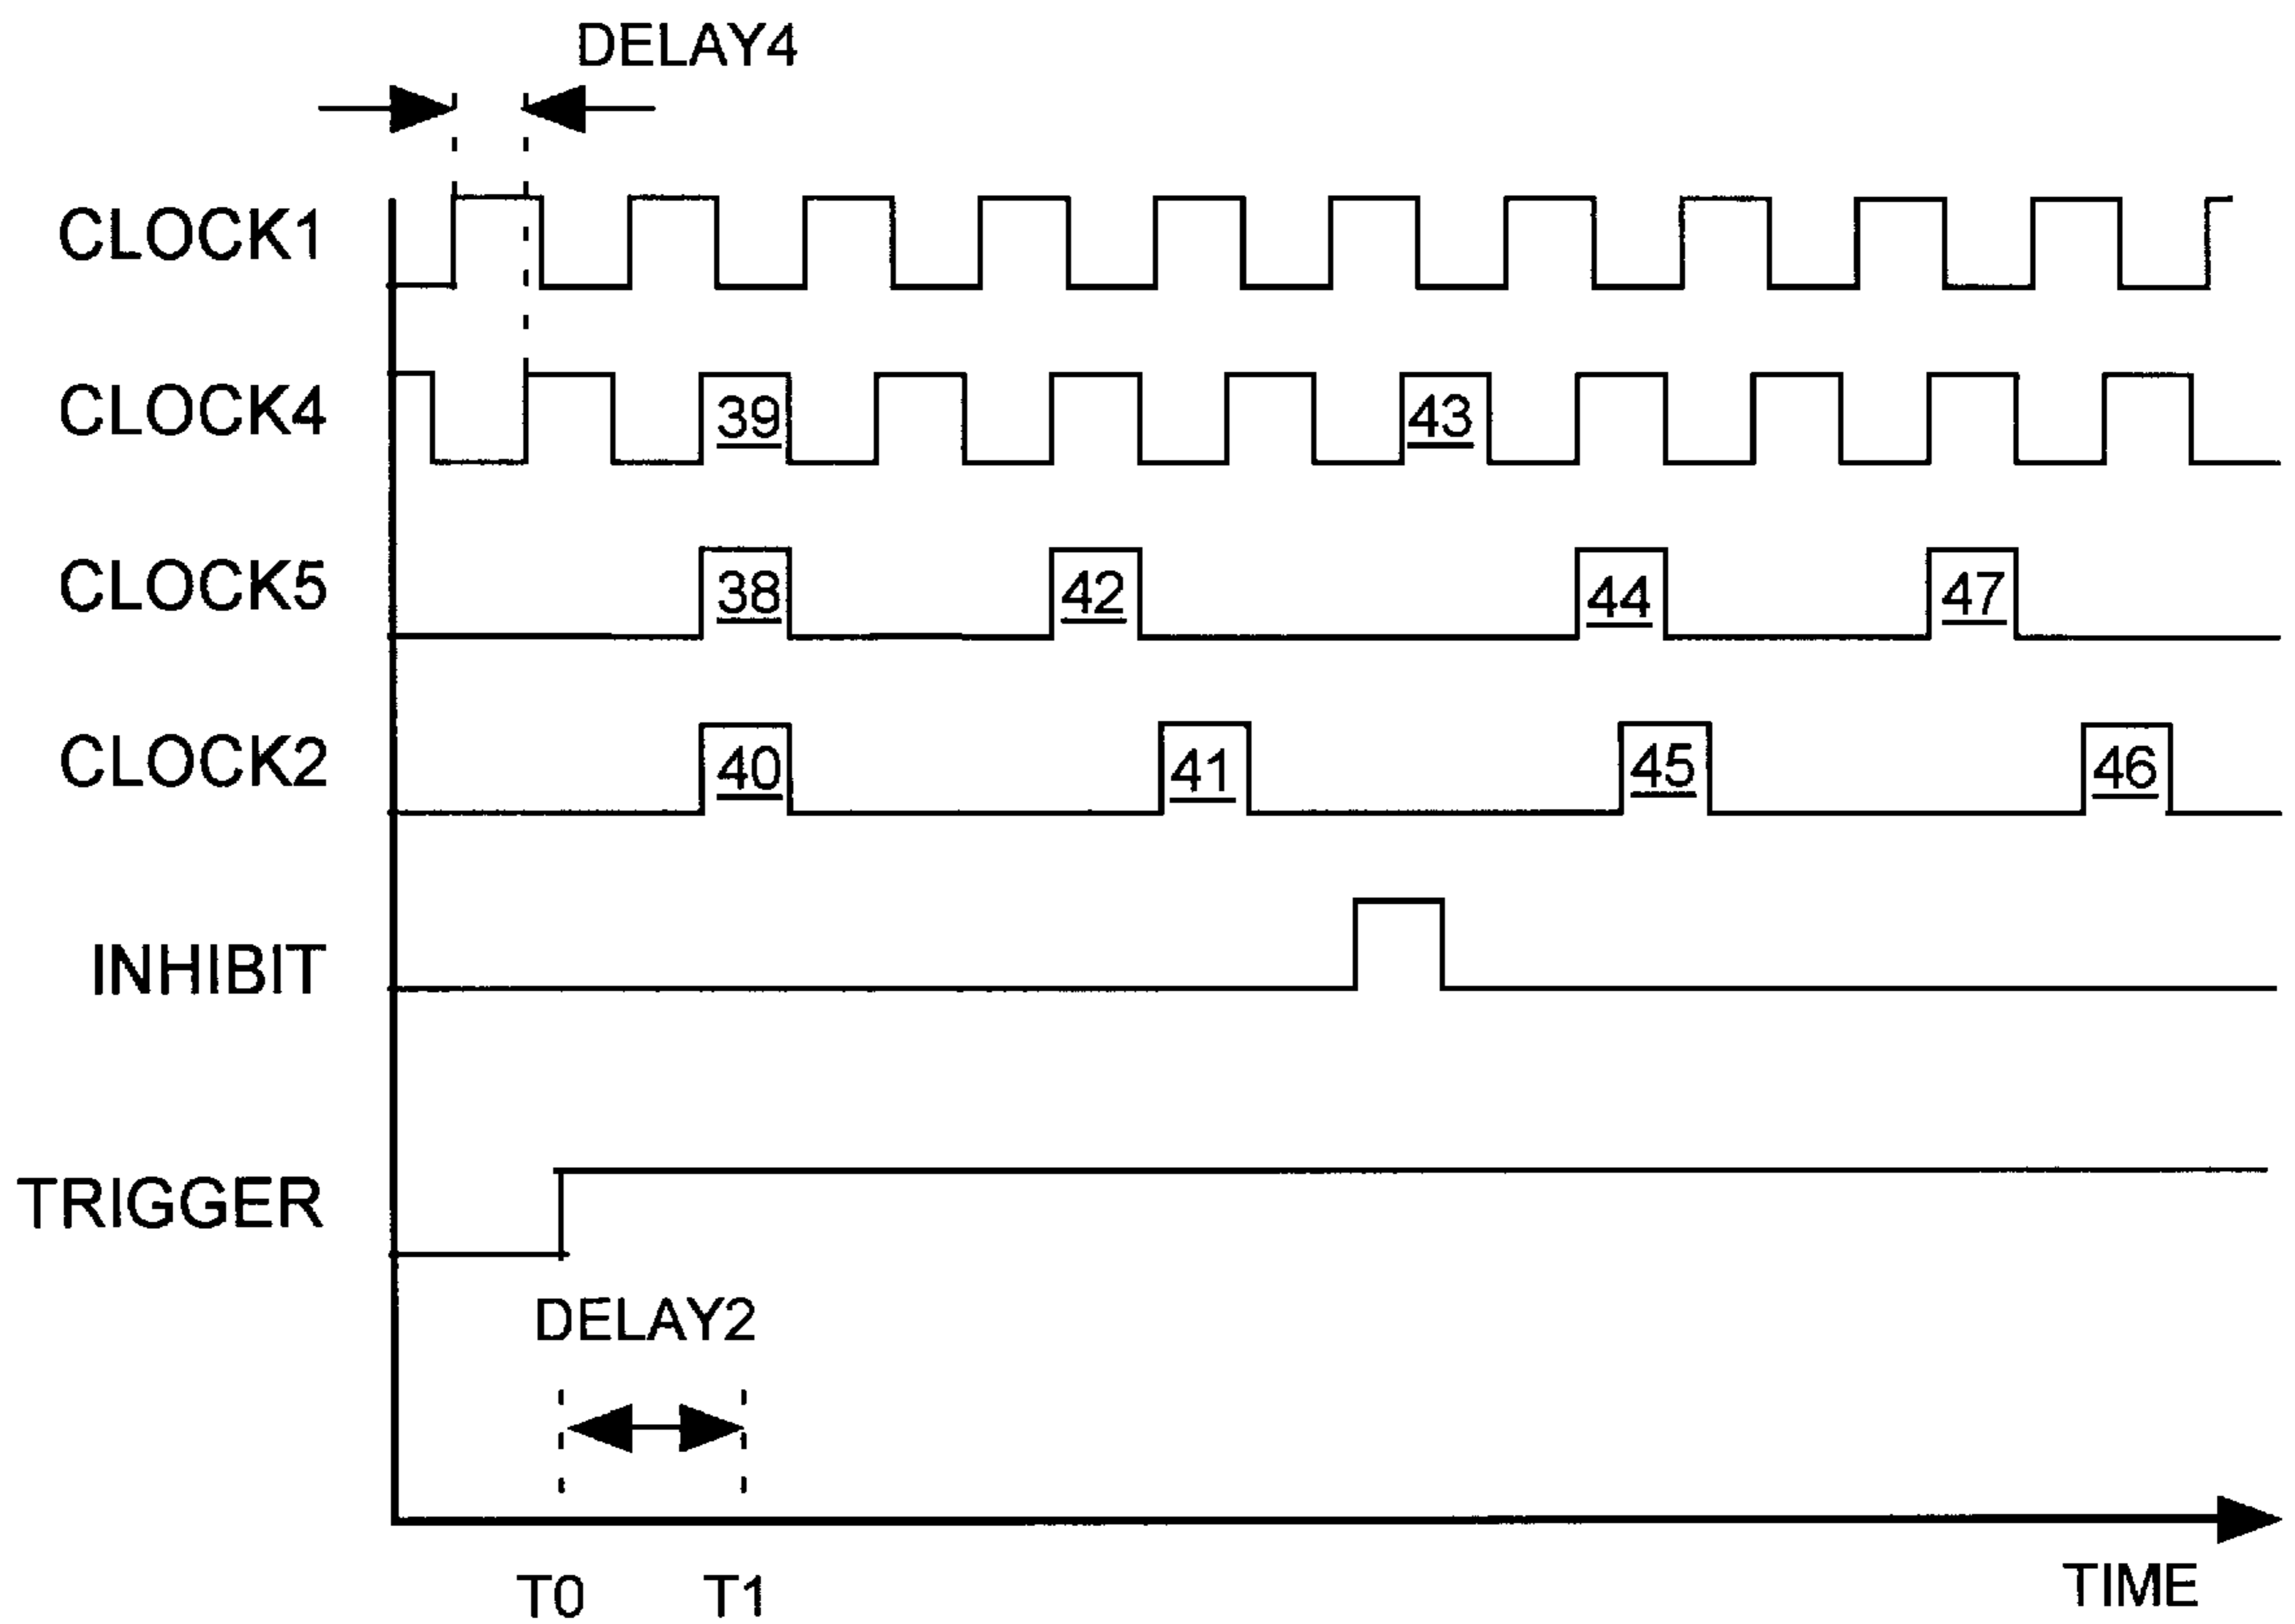 DELAY4
CLOCK1
CLOCK4 39 43
CLOCK5 38 42 44 47
CLOCK2 40 41 45 46
INHIBIT
TRIGGER
DELAY2
T0 T1 TIME